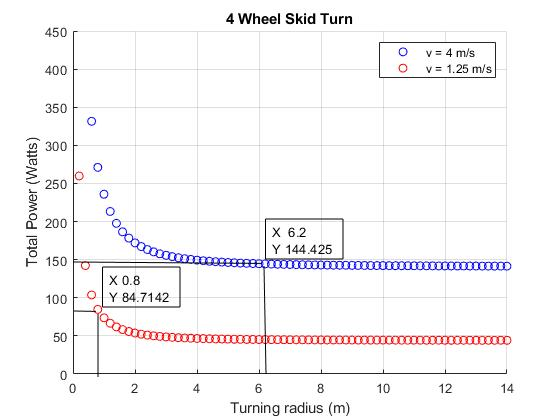 4 Wheel Skid Turn
450
400
350
300
250
200
150
100
50
0
Total Power (Watts)
v = 4 m/s
v = 1.25 m/s
X 6.2
Y 144.425
X 0.8
Y 84.7142
0 2 4 6 8 10 12 14
Turning radius (m)